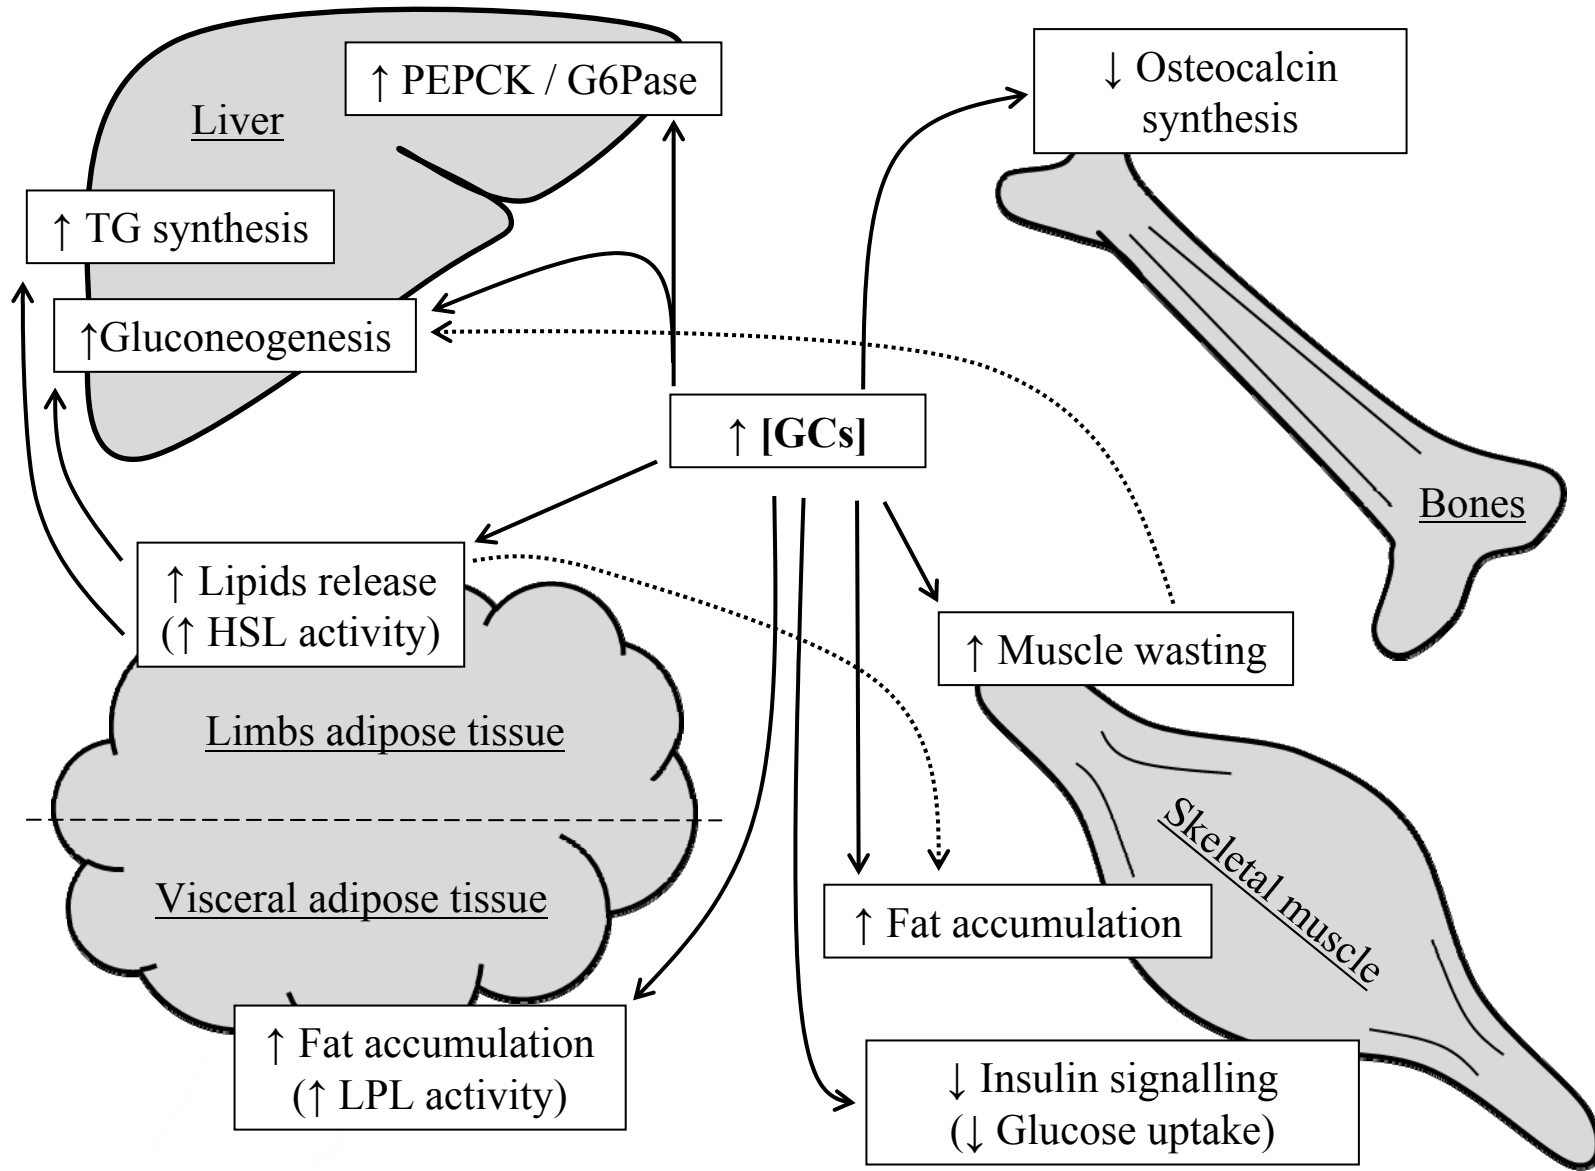 ↑ PEPCK / G6Pase
Liver
↑ TG synthesis
↑Gluconeogenesis
↓ Osteocalcin
synthesis
↑ [GCs]
Bones
↑ Lipids release
(↑ HSL activity)
↑ Muscle wasting
Limbs adipose tissue
Visceral adipose tissue
Skeletal muscle
↑ Fat accumulation
↑ Fat accumulation
(↑ LPL activity)
↓ Insulin signalling
(↓ Glucose uptake)